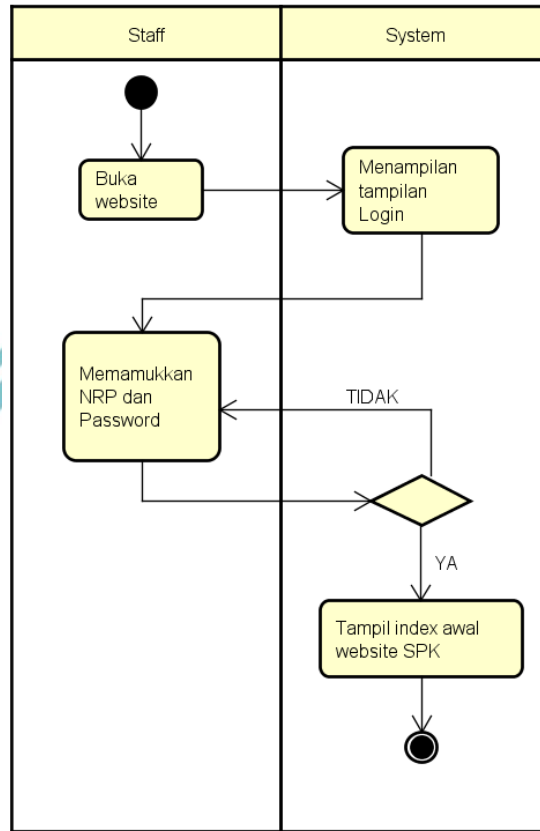 Staff
System
Buka
website
Menampilan
tampilan
Login
Memamukkan
NRP dan
Password
TIDAK
YA
Tampil index awal
website SPK